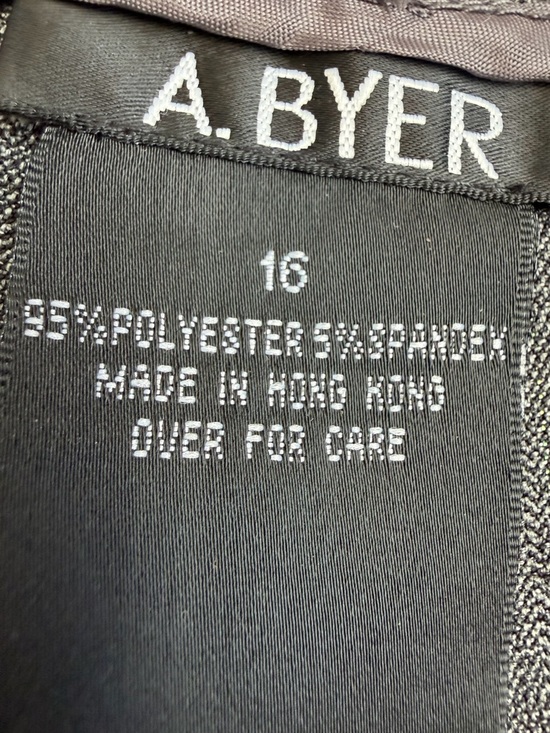 A. BYER
16
95% POLYESTER 5% SPANDEX
MADE IN HONG KONG
OVER FOR CARE